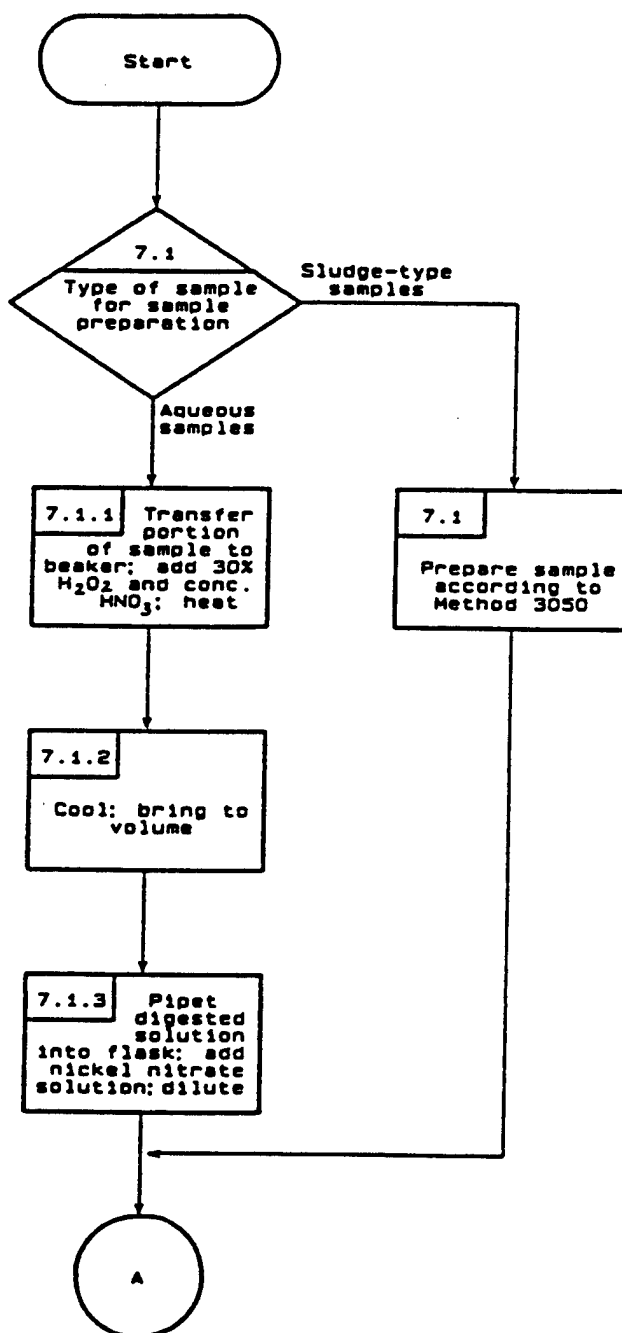 Start
7.1
Type of sample
for sample
preparation
Sludge-type
samples
Aqueous
samples
7.1.1 Transfer
portion
of sample to
beaker; add 30%
H₂O₂ and conc.
HNO₃; heat
7.1
Prepare sample
according to
Method 3050
7.1.2
Cool; bring to
volume
7.1.3 Pipet
digested
solution
into flask; add
nickel nitrate
solution; dilute
A